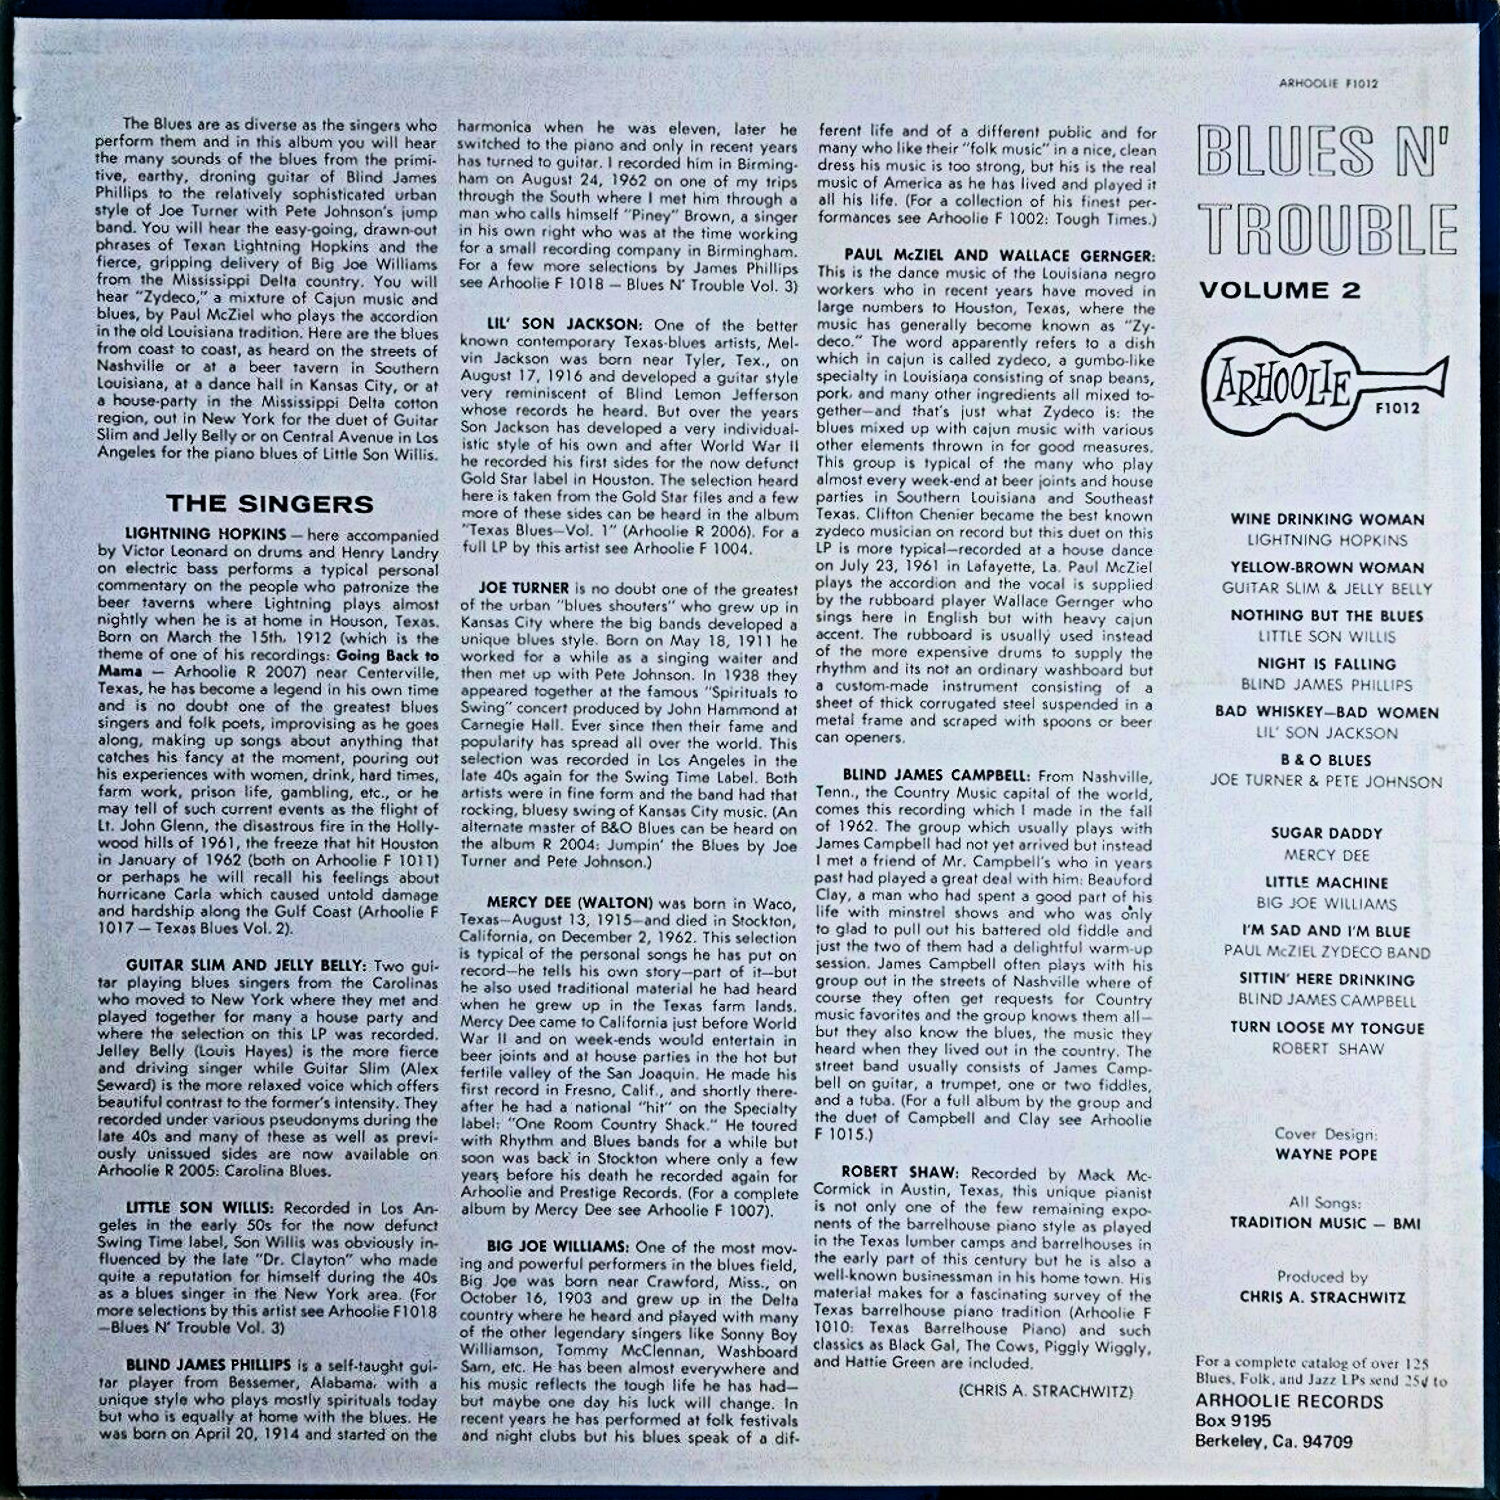 ARHOOLIE F1012
The Blues are as diverse as the singers who
perform them and in this album you will hear
the many sounds of the blues from the primi-
tive, earthy, droning guitar of Blind James
Phillips to the relatively sophisticated urban
style of Joe Turner with Pete Johnson's jump
band. You will hear the easy-going, drawn-out
phrases of Texan Lightning Hopkins and the
fierce, gripping delivery of Big Joe Williams
from the Mississippi Delta country. You will
hear "Zydeco," a mixture of Cajun music and
blues, by Paul McZiel who plays the accordion
in the old Louisiana tradition. Here are the blues
from coast to coast, as heard on the streets of
Nashville or at a beer tavern in Southern
Louisiana, at a dance hall in Kansas City, or at
a house-party in the Mississippi Delta cotton
region, out in New York for the duet of Guitar
Slim and Jelly Belly or on Central Avenue in Los
Angeles for the piano blues of Little Son Willis.
THE SINGERS
LIGHTNING HOPKINS — here accompanied
by Victor Leonard on drums and Henry Landry
on electric bass performs a typical personal
commentary on the people who patronize the
beer taverns where Lightning plays almost
nightly when he is at home in Houson, Texas.
Born on March the 15th, 1912 (which is the
theme of one of his recordings: Going Back to
Mama — Arhoolie R 2007) near Centerville,
Texas, he has become a legend in his own time
and is no doubt one of the greatest blues
singers and folk poets, improvising as he goes
along, making up songs about anything that
catches his fancy at the moment, pouring out
his experiences with women, drink, hard times,
farm work, prison life, gambling, etc., or he
may tell of such current events as the flight of
Lt. John Glenn, the disastrous fire in the Holly-
wood hills of 1961, the freeze that hit Houston
in January of 1962 (both on Arhoolie F 1011)
or perhaps he will recall his feelings about
hurricane Carla which caused untold damage
and hardship along the Gulf Coast (Arhoolie F
1017 — Texas Blues Vol. 2).
GUITAR SLIM AND JELLY BELLY: Two gui-
tar playing blues singers from the Carolinas
who moved to New York where they met and
played together for many a house party and
where the selection on this LP was recorded.
Jelley Belly (Louis Hayes) is the more fierce
and driving singer while Guitar Slim (Alex
Seward) is the more relaxed voice which offers
beautiful contrast to the former's intensity. They
recorded under various pseudonyms during the
late 40s and many of these as well as previ-
ously unissued sides are now available on
Arhoolie R 2005: Carolina Blues.
LITTLE SON WILLIS: Recorded in Los An-
geles in the early 50s for the now defunct
Swing Time label, Son Willis was obviously in-
fluenced by the late "Dr. Clayton" who made
quite a reputation for himself during the 40s
as a blues singer in the New York area. (For
more selections by this artist see Arhoolie F1018
—Blues N' Trouble Vol. 3)
BLIND JAMES PHILLIPS is a self-taught gui-
tar player from Bessemer, Alabama, with a
unique style who plays mostly spirituals today
but who is equally at home with the blues. He
was born on April 20, 1914 and started on the
harmonica when he was eleven, later he
switched to the piano and only in recent years
has turned to guitar. I recorded him in Birming-
ham on August 24, 1962 on one of my trips
through the South where I met him through a
man who calls himself "Piney" Brown, a singer
in his own right who was at the time working
for a small recording company in Birmingham.
For a few more selections by James Phillips
see Arhoolie F 1018 — Blues N' Trouble Vol. 3)
LIL' SON JACKSON: One of the better
known contemporary Texas-blues artists, Mel-
vin Jackson was born near Tyler, Tex., on
August 17, 1916 and developed a guitar style
very reminiscent of Blind Lemon Jefferson
whose records he heard. But over the years
Son Jackson has developed a very individual-
istic style of his own and after World War II
he recorded his first sides for the now defunct
Gold Star label in Houston. The selection heard
here is taken from the Gold Star files and a few
more of these sides can be heard in the album
"Texas Blues—Vol. 1" (Arhoolie R 2006). For a
full LP by this artist see Arhoolie F 1004.
JOE TURNER is no doubt one of the greatest
of the urban "blues shouters" who grew up in
Kansas City where the big bands developed a
unique blues style. Born on May 18, 1911 he
worked for a while as a singing waiter and
then met up with Pete Johnson. In 1938 they
appeared together at the famous "Spirituals to
Swing" concert produced by John Hammond at
Carnegie Hall. Ever since then their fame and
popularity has spread all over the world. This
selection was recorded in Los Angeles in the
late 40s again for the Swing Time Label. Both
artists were in fine form and the band had that
rocking, bluesy swing of Kansas City music. (An
alternate master of B&O Blues can be heard on
the album R 2004: Jumpin' the Blues by Joe
Turner and Pete Johnson.)
MERCY DEE (WALTON) was born in Waco,
Texas—August 13, 1915—and died in Stockton,
California, on December 2, 1962. This selection
is typical of the personal songs he has put on
record—he tells his own story—part of it—but
he also used traditional material he had heard
when he grew up in the Texas farm lands.
Mercy Dee came to California just before World
War II and on week-ends would entertain in
beer joints and at house parties in the hot but
fertile valley of the San Joaquin. He made his
first record in Fresno, Calif., and shortly there-
after he had a national "hit" on the Specialty
label: "One Room Country Shack." He toured
with Rhythm and Blues bands for a while but
soon was back in Stockton where only a few
years before his death he recorded again for
Arhoolie and Prestige Records. (For a complete
album by Mercy Dee see Arhoolie F 1007).
BIG JOE WILLIAMS: One of the most mov-
ing and powerful performers in the blues field,
Big Joe was born near Crawford, Miss., on
October 16, 1903 and grew up in the Delta
country where he heard and played with many
of the other legendary singers like Sonny Boy
Williamson, Tommy McClennan, Washboard
Sam, etc. He has been almost everywhere and
his music reflects the tough life he has had—
but maybe one day his luck will change. In
recent years he has performed at folk festivals
and night clubs but his blues speak of a dif-
ferent life and of a different public and for
many who like their "folk music" in a nice, clean
dress his music is too strong, but his is the real
music of America as he has lived and played it
all his life. (For a collection of his finest per-
formances see Arhoolie F 1002: Tough Times.)
PAUL McZIEL AND WALLACE GERNGER:
This is the dance music of the Louisiana negro
workers who in recent years have moved in
large numbers to Houston, Texas, where the
music has generally become known as "Zy-
deco." The word apparently refers to a dish
which in cajun is called zydeco, a gumbo-like
specialty in Louisiana consisting of snap beans,
pork, and many other ingredients all mixed to-
gether—and that's just what Zydeco is: the
blues mixed up with cajun music with various
other elements thrown in for good measures.
This group is typical of the many who play
almost every week-end at beer joints and house
parties in Southern Louisiana and Southeast
Texas. Clifton Chenier became the best known
zydeco musician on record but this duet on this
LP is more typical—recorded at a house dance
on July 23, 1961 in Lafayette, La. Paul McZiel
plays the accordion and the vocal is supplied
by the rubboard player Wallace Gernger who
sings here in English but with heavy cajun
accent. The rubboard is usually used instead
of the more expensive drums to supply the
rhythm and its not an ordinary washboard but
a custom-made instrument consisting of a
sheet of thick corrugated steel suspended in a
metal frame and scraped with spoons or beer
can openers.
BLIND JAMES CAMPBELL: From Nashville,
Tenn., the Country Music capital of the world,
comes this recording which I made in the fall
of 1962. The group which usually plays with
James Campbell had not yet arrived but instead
I met a friend of Mr. Campbell's who in years
past had played a great deal with him: Beauford
Clay, a man who had spent a good part of his
life with minstrel shows and who was only
to glad to pull out his battered old fiddle and
just the two of them had a delightful warm-up
session. James Campbell often plays with his
group out in the streets of Nashville where of
course they often get requests for Country
music favorites and the group knows them all—
but they also know the blues, the music they
heard when they lived out in the country. The
street band usually consists of James Camp-
bell on guitar, a trumpet, one or two fiddles,
and a tuba. (For a full album by the group and
the duet of Campbell and Clay see Arhoolie
F 1015.)
ROBERT SHAW: Recorded by Mack Mc-
Cormick in Austin, Texas, this unique pianist
is not only one of the few remaining expo-
nents of the barrelhouse piano style as played
in the Texas lumber camps and barrelhouses in
the early part of this century but he is also a
well-known businessman in his home town. His
material makes for a fascinating survey of the
Texas barrelhouse piano tradition (Arhoolie F
1010: Texas Barrelhouse Piano) and such
classics as Black Gal, The Cows, Piggly Wiggly,
and Hattie Green are included.
(CHRIS A. STRACHWITZ)
BLUES N'
TROUBLE
VOLUME 2
ARHOOLIE
F1012
WINE DRINKING WOMAN
LIGHTNING HOPKINS
YELLOW-BROWN WOMAN
GUITAR SLIM & JELLY BELLY
NOTHING BUT THE BLUES
LITTLE SON WILLIS
NIGHT IS FALLING
BLIND JAMES PHILLIPS
BAD WHISKEY—BAD WOMEN
LIL' SON JACKSON
B & O BLUES
JOE TURNER & PETE JOHNSON
SUGAR DADDY
MERCY DEE
LITTLE MACHINE
BIG JOE WILLIAMS
I'M SAD AND I'M BLUE
PAUL McZIEL ZYDECO BAND
SITTIN' HERE DRINKING
BLIND JAMES CAMPBELL
TURN LOOSE MY TONGUE
ROBERT SHAW
Cover Design:
WAYNE POPE
All Songs:
TRADITION MUSIC — BMI
Produced by
CHRIS A. STRACHWITZ
For a complete catalog of over 125
Blues, Folk, and Jazz LPs send 25¢ to
ARHOOLIE RECORDS
Box 9195
Berkeley, Ca. 94709